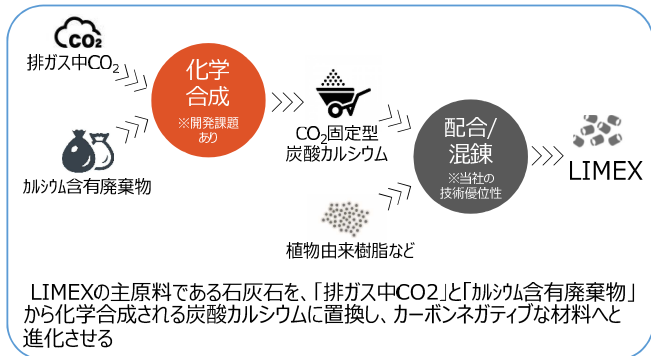 CO2
排ガス中CO2
化学
合成
※開発課題
あり
ｶﾙｼｳﾑ含有廃棄物
CO2固定型
炭酸カルシウム
配合/
混錬
※当社の
技術優位性
植物由来樹脂など
LIMEX
LIMEXの主原料である石灰石を、「排ガス中CO2」と「ｶﾙｼｳﾑ含有廃棄物」
から化学合成される炭酸カルシウムに置換し、カーボンネガティブな材料へと
進化させる